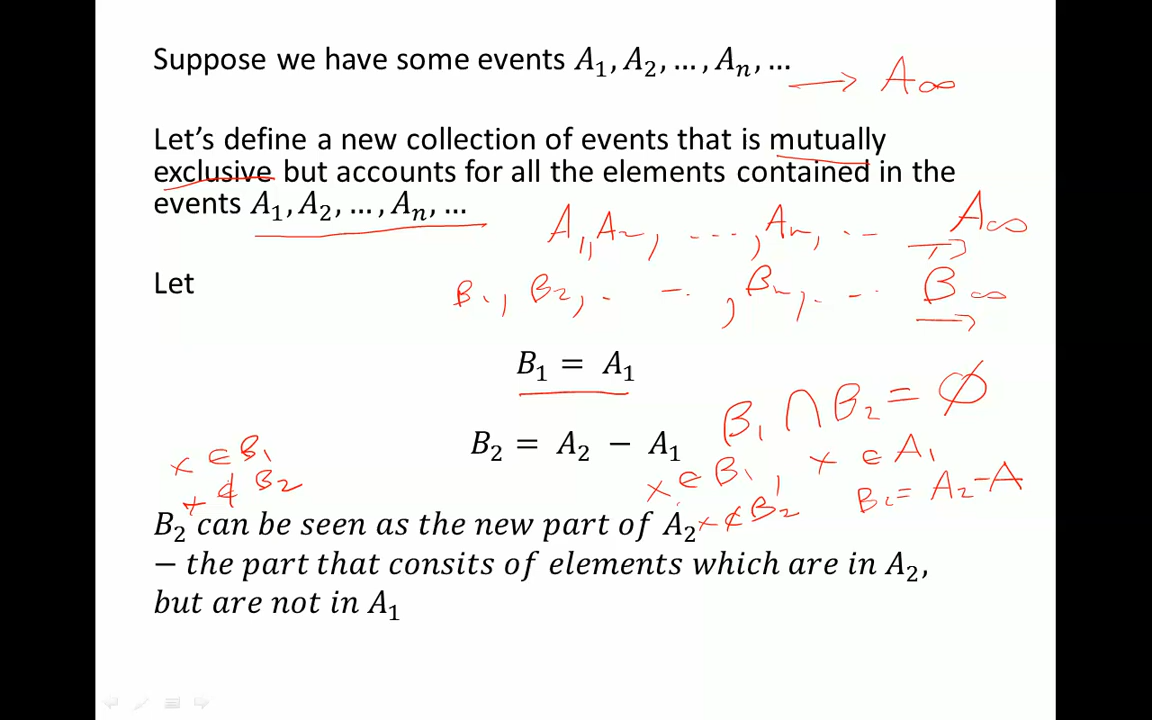 Suppose we have some events A₁, A₂, …, Aₙ, …
→ A∞
Let's define a new collection of events that is mutually
exclusive but accounts for all the elements contained in the
events A₁, A₂, …, Aₙ, …
A₁, A₂, ----, Aₙ, . -- → A∞
Let
B₁, B₂, . - -. , Bₙ, . - . B∞ →
B₁ = A₁
B₁ ∩ B₂ = ∅
B₂ = A₂ − A₁
x ∈ B₁
x ∉ B₂
x ∈ B₁, x ∈ A₁
x ∉ B₂ B₂ = A₂ - A
B₂ can be seen as the new part of A₂
− the part that consits of elements which are in A₂,
but are not in A₁